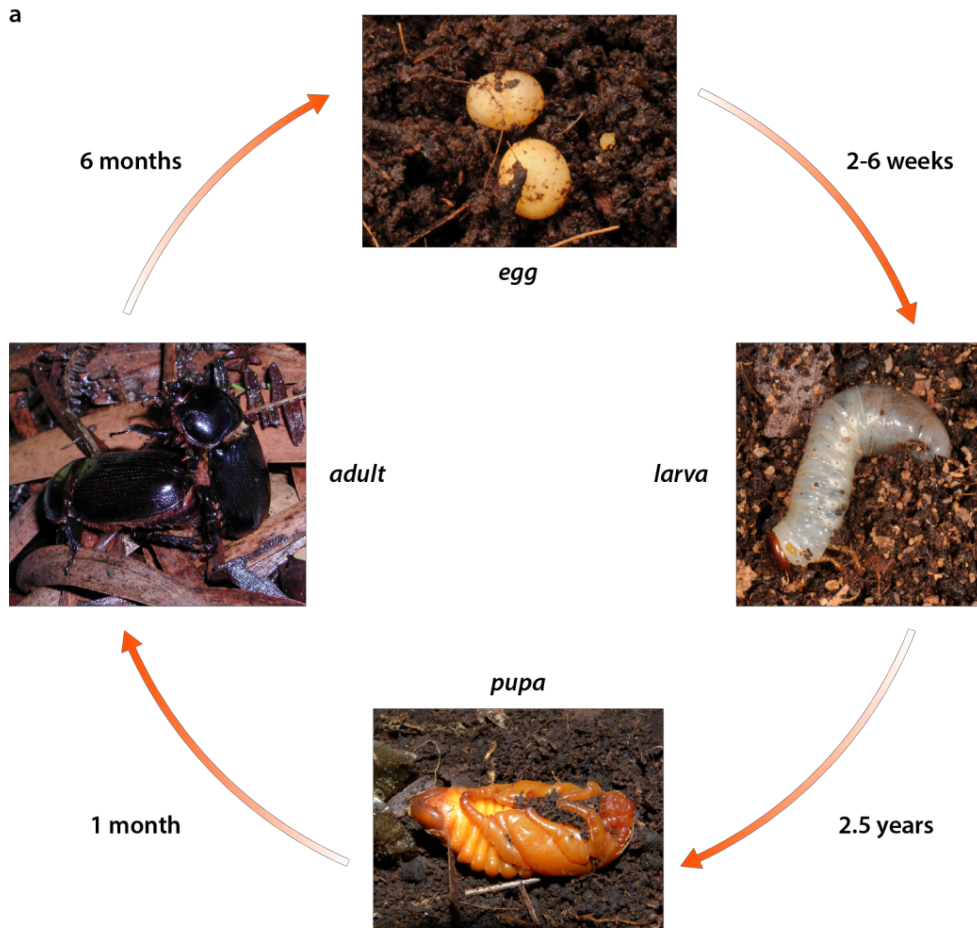 a
6 months
2-6 weeks
egg
adult
larva
pupa
1 month
2.5 years